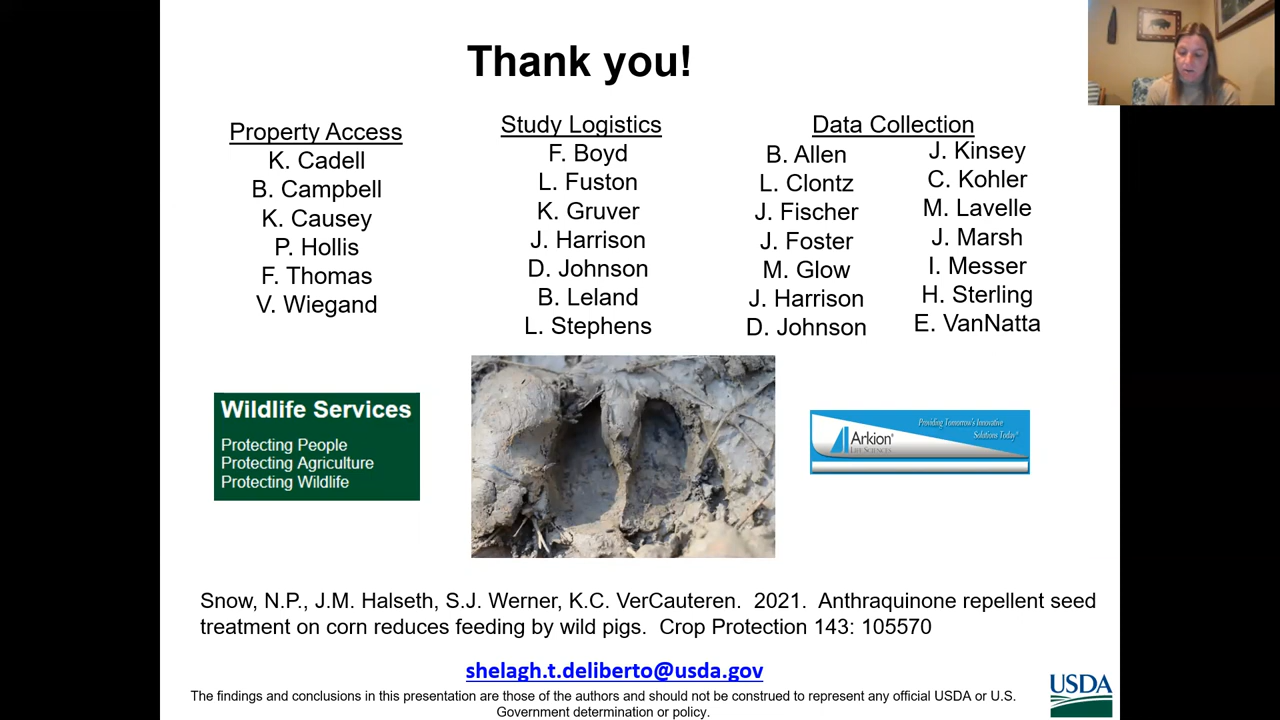 Thank you!
Property Access
K. Cadell
B. Campbell
K. Causey
P. Hollis
F. Thomas
V. Wiegand
Study Logistics
F. Boyd
L. Fuston
K. Gruver
J. Harrison
D. Johnson
B. Leland
L. Stephens
Data Collection
B. Allen
L. Clontz
J. Fischer
J. Foster
M. Glow
J. Harrison
D. Johnson
J. Kinsey
C. Kohler
M. Lavelle
J. Marsh
I. Messer
H. Sterling
E. VanNatta
Wildlife Services
Protecting People
Protecting Agriculture
Protecting Wildlife
Providing Tomorrow's Innovative
Solutions Today®
Arkion®
LIFE SCIENCES
Snow, N.P., J.M. Halseth, S.J. Werner, K.C. VerCauteren.  2021.  Anthraquinone repellent seed
treatment on corn reduces feeding by wild pigs.  Crop Protection 143: 105570
shelagh.t.deliberto@usda.gov
The findings and conclusions in this presentation are those of the authors and should not be construed to represent any official USDA or U.S.
Government determination or policy.
USDA